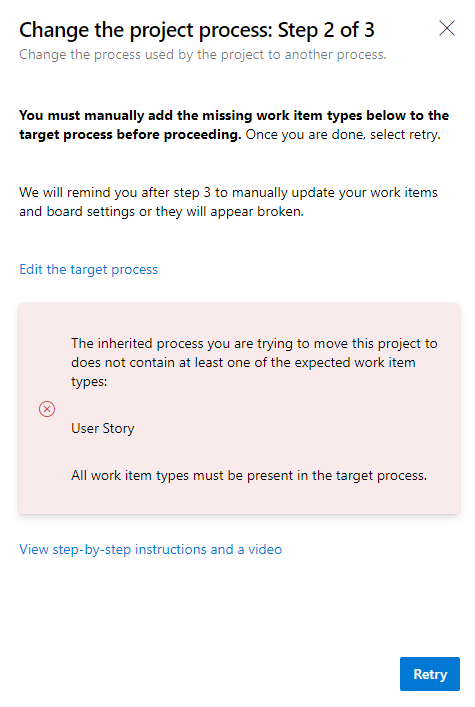 Change the project process: Step 2 of 3
Change the process used by the project to another process.
You must manually add the missing work item types below to the
target process before proceeding. Once you are done, select retry.
We will remind you after step 3 to manually update your work items
and board settings or they will appear broken.
Edit the target process
The inherited process you are trying to move this project to
does not contain at least one of the expected work item
types:
User Story
All work item types must be present in the target process.
View step-by-step instructions and a video
Retry